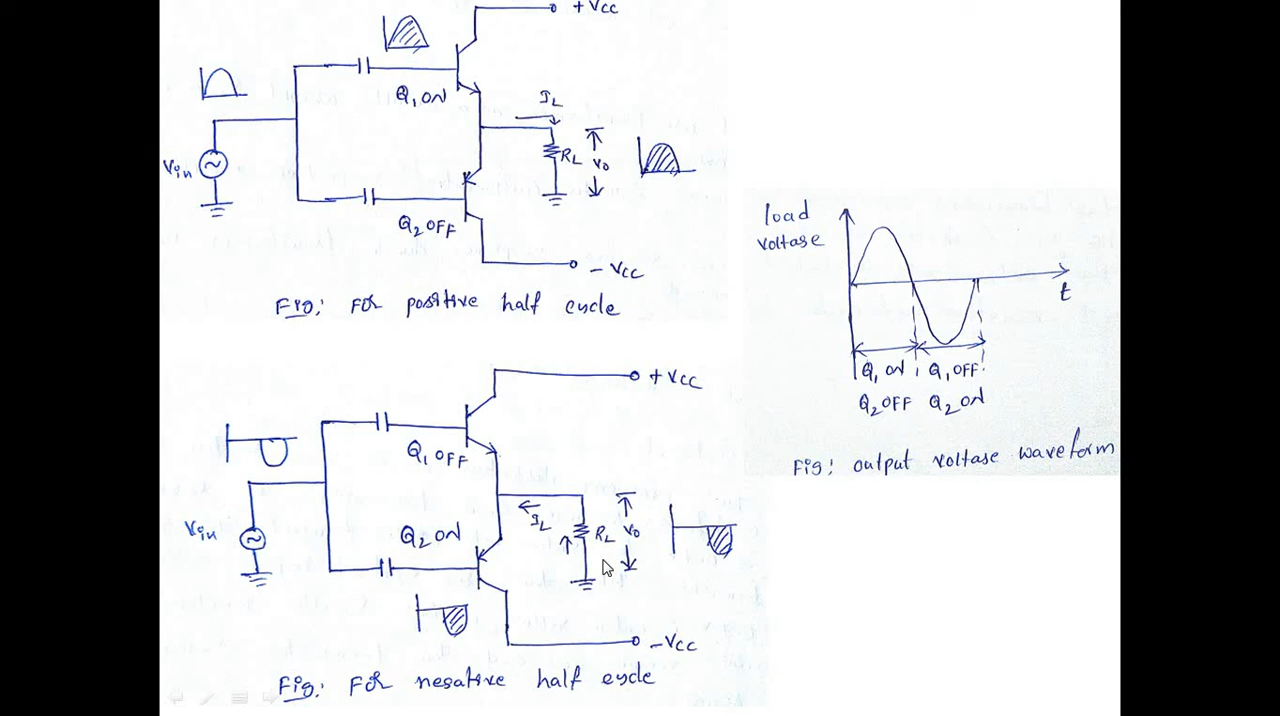 +Vcc
Q1 ON
IL
RL
Vo
Vin
Q2 OFF
-Vcc
Fig: For positive half cycle
+Vcc
Q1 OFF
IL
Q2 ON
RL
Vo
Vin
-Vcc
Fig: For negative half cycle
load
voltage
t
Q1 ON Q1 OFF
Q2 OFF Q2 ON
Fig: output voltage waveform